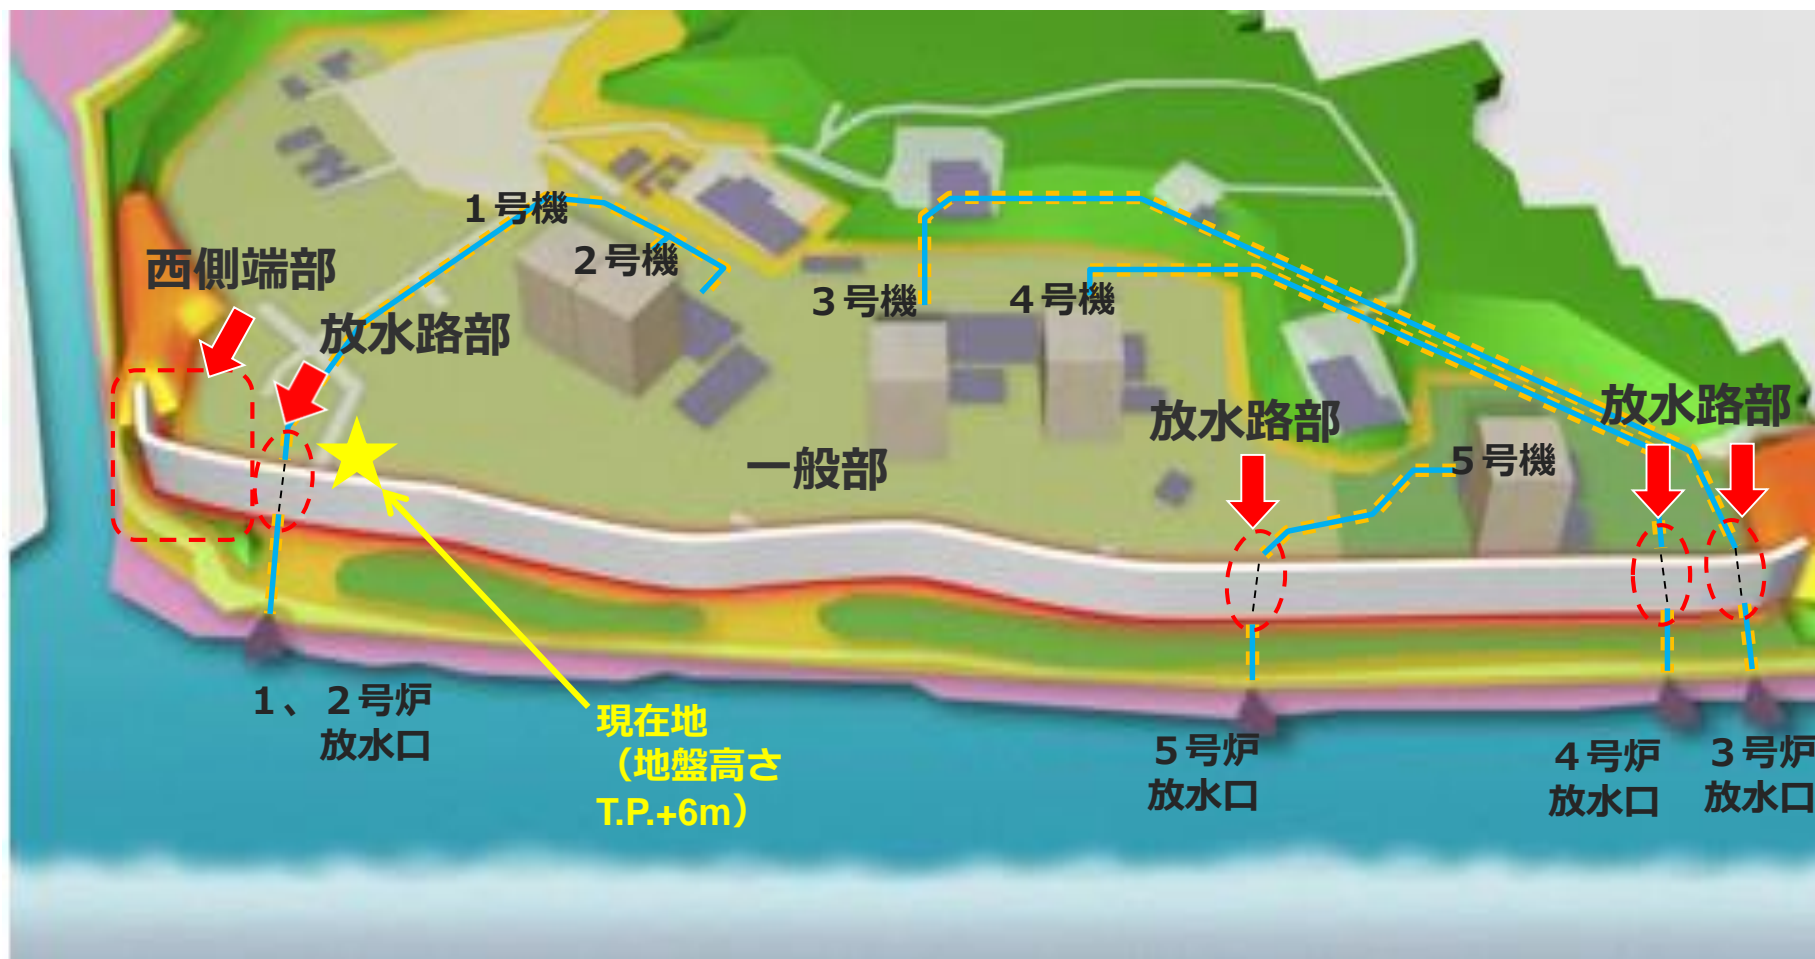 １号機
２号機
西側端部
放水路部
３号機
４号機
放水路部
放水路部
一般部
５号機
１、２号炉
放水口
現在地
（地盤高さ
T.P.+6m）
５号炉
放水口
４号炉
放水口
３号炉
放水口